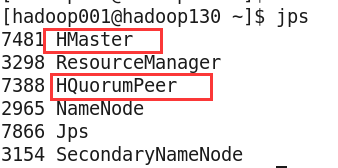 [hadoop001@hadoop130 ~]$ jps
7481 HMaster
3298 ResourceManager
7388 HQuorumPeer
2965 NameNode
7866 Jps
3154 SecondaryNameNode